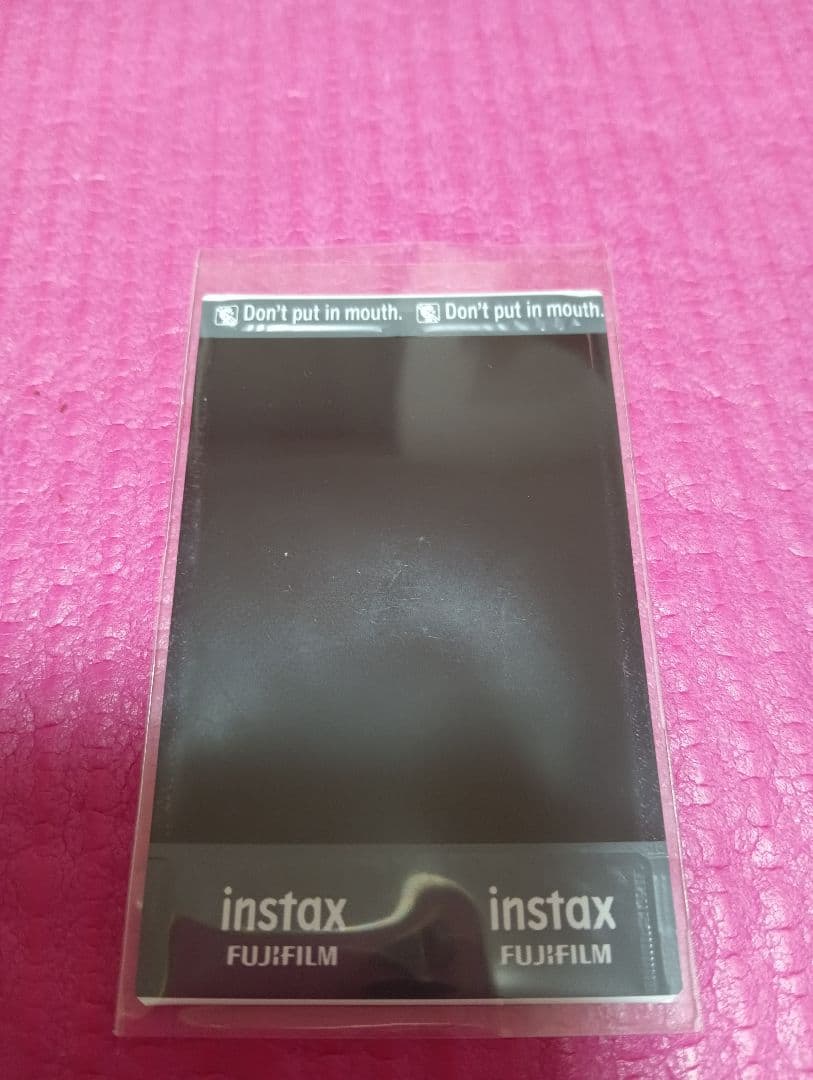 Don't put in mouth. Don't put in mouth.
instax instax
FUJIFILM FUJIFILM